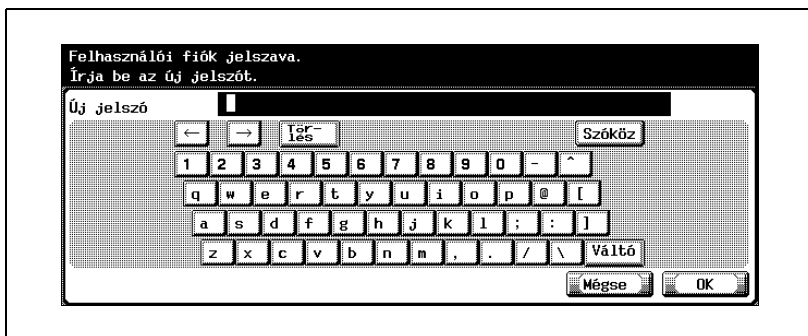 Felhasználói fiók jelszava.
Írja be az új jelszót.
Új jelszó
← → Tör-
lés Szóköz
1 2 3 4 5 6 7 8 9 0 - ^
q w e r t y u i o p @ [
a s d f g h j k l ; : ]
z x c v b n m , . / \ Váltó
Mégse OK